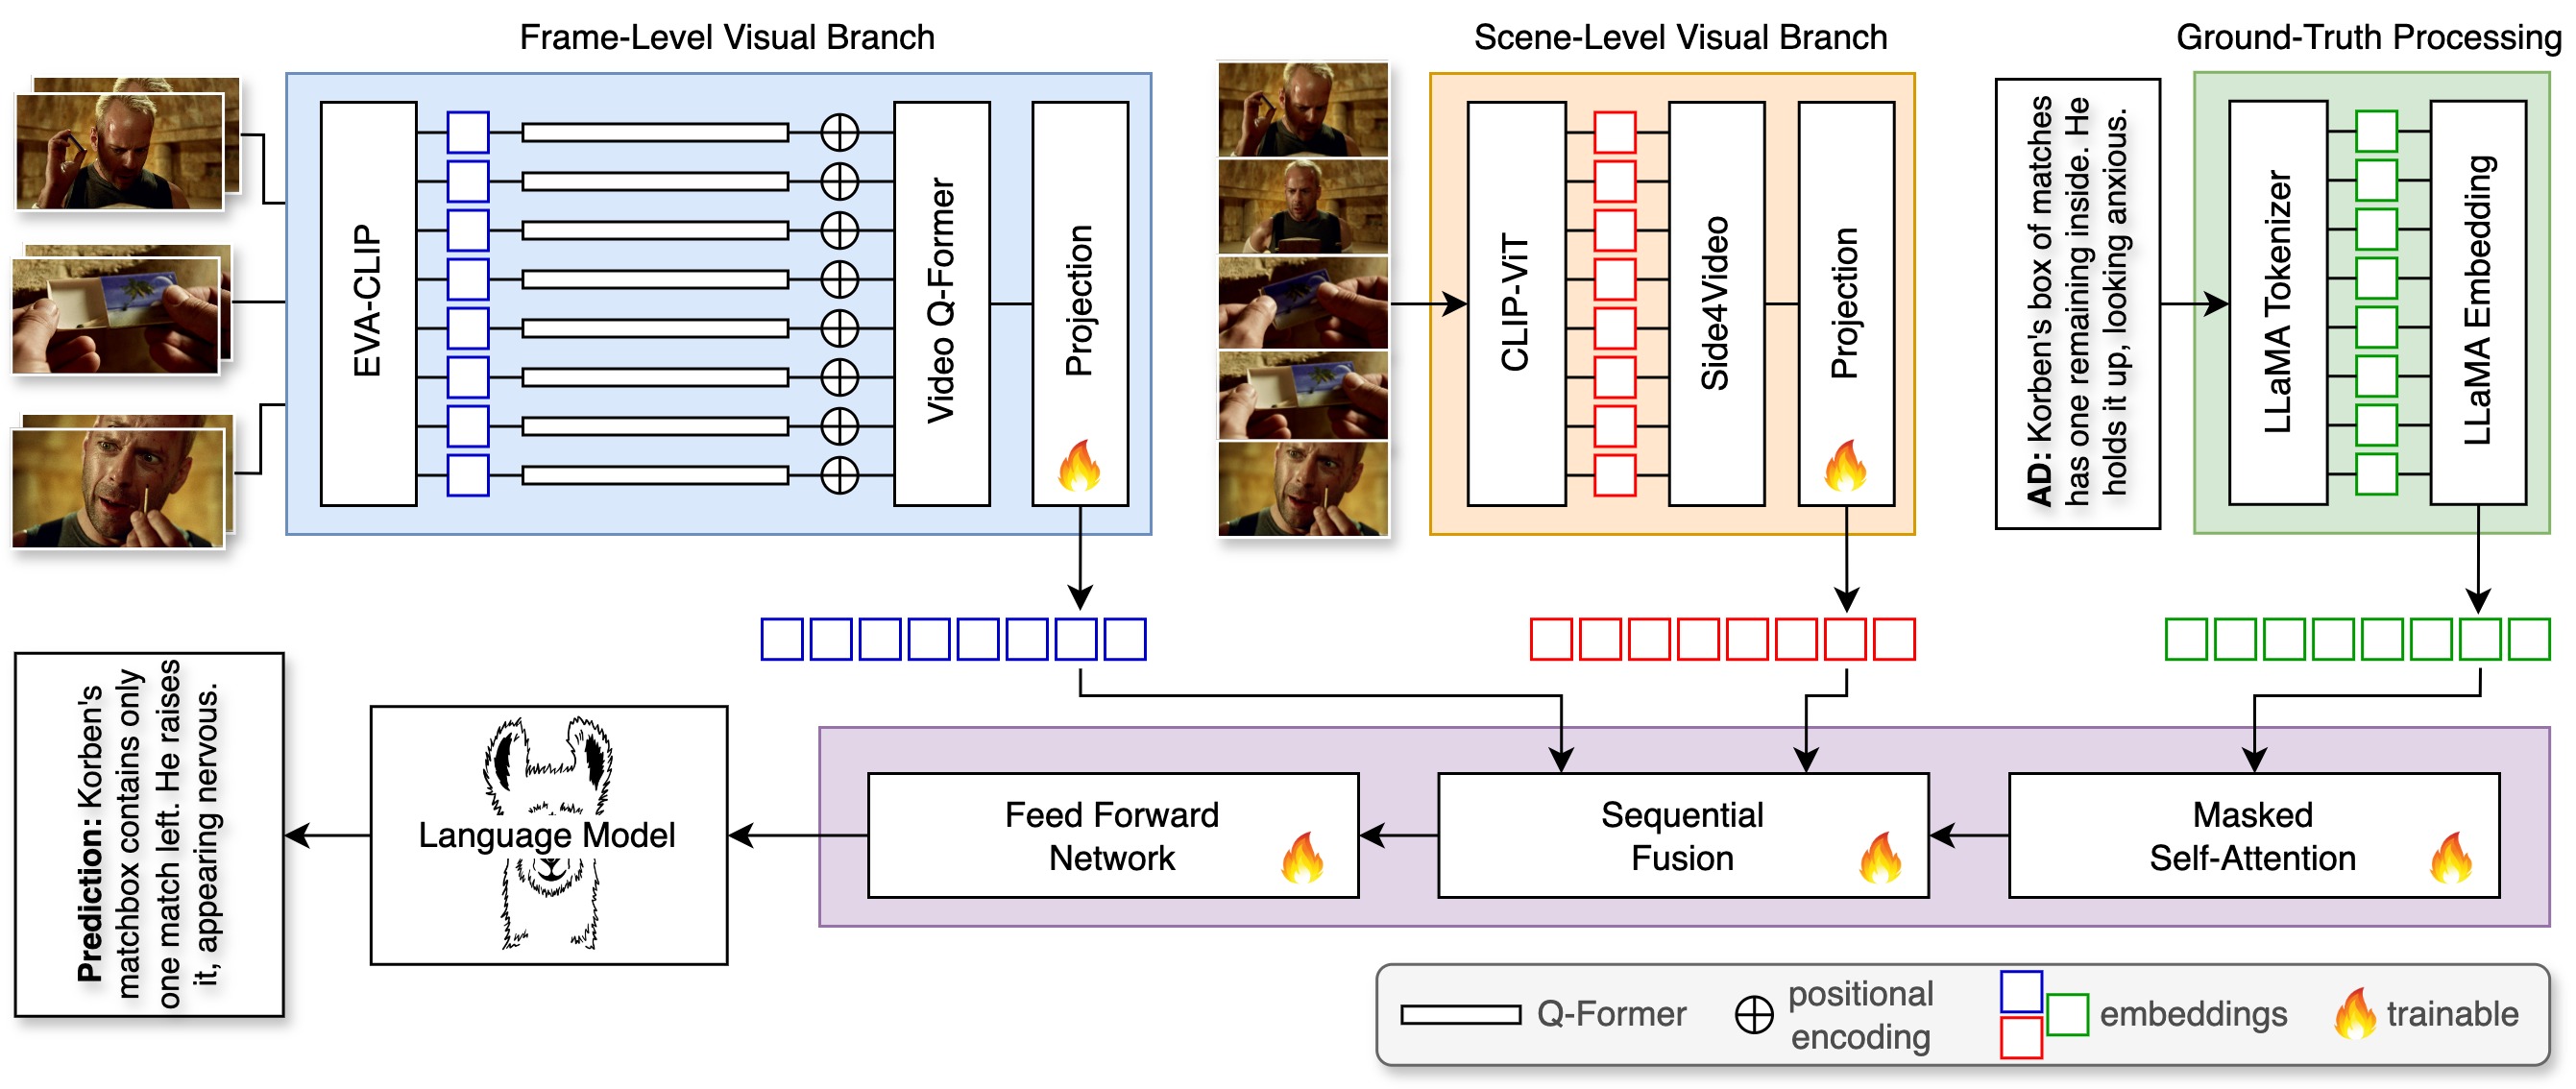 Frame-Level Visual Branch
Scene-Level Visual Branch
Ground-Truth Processing
EVA-CLIP
Video Q-Former
Projection
CLIP-ViT
Side4Video
Projection
AD: Korben's box of matches
has one remaining inside. He
holds it up, looking anxious.
LLaMA Tokenizer
LLaMA Embedding
Prediction: Korben's
matchbox contains only
one match left. He raises
it, appearing nervous.
Language Model
Feed Forward
Network
Sequential
Fusion
Masked
Self-Attention
Q-Former
positional
encoding
embeddings
trainable